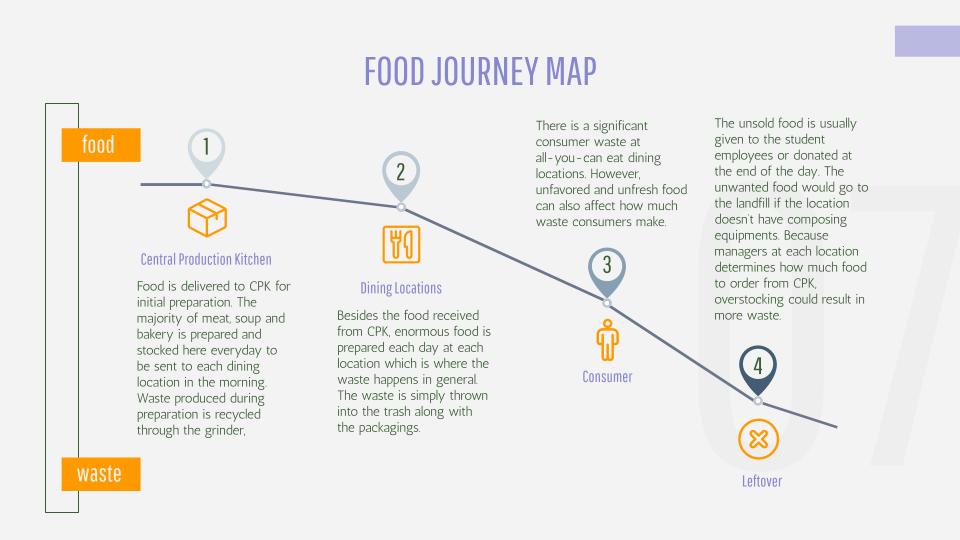 FOOD JOURNEY MAP
food
waste
1
Central Production Kitchen
Food is delivered to CPK for
initial preparation. The
majority of meat, soup and
bakery is prepared and
stocked here everyday to
be sent to each dining
location in the morning.
Waste produced during
preparation is recycled
through the grinder,
2
Dining Locations
Besides the food received
from CPK, enormous food is
prepared each day at each
location which is where the
waste happens in general.
The waste is simply thrown
into the trash along with
the packagings.
There is a significant
consumer waste at
all-you-can eat dining
locations. However,
unfavored and unfresh food
can also affect how much
waste consumers make.
3
Consumer
The unsold food is usually
given to the student
employees or donated at
the end of the day. The
unwanted food would go to
the landfill if the location
doesn't have composing
equipments. Because
managers at each location
determines how much food
to order from CPK,
overstocking could result in
more waste.
4
Leftover
07